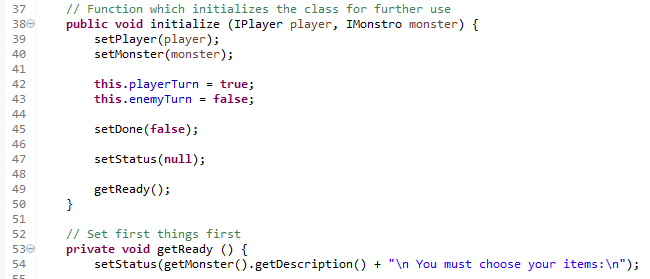 37 // Function which initializes the class for further use
38 public void initialize (IPlayer player, IMonstro monster) {
39 setPlayer(player);
40 setMonster(monster);
41
42 this.playerTurn = true;
43 this.enemyTurn = false;
44
45 setDone(false);
46
47 setStatus(null);
48
49 getReady();
50 }
51
52 // Set first things first
53 private void getReady () {
54 setStatus(getMonster().getDescription() + "\n You must choose your items:\n");